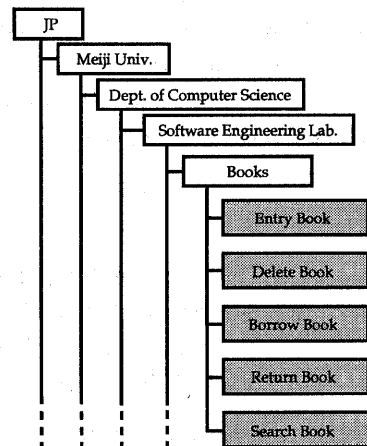 JP
Meiji Univ.
Dept. of Computer Science
Software Engineering Lab.
Books
Entry Book
Delete Book
Borrow Book
Return Book
Search Book